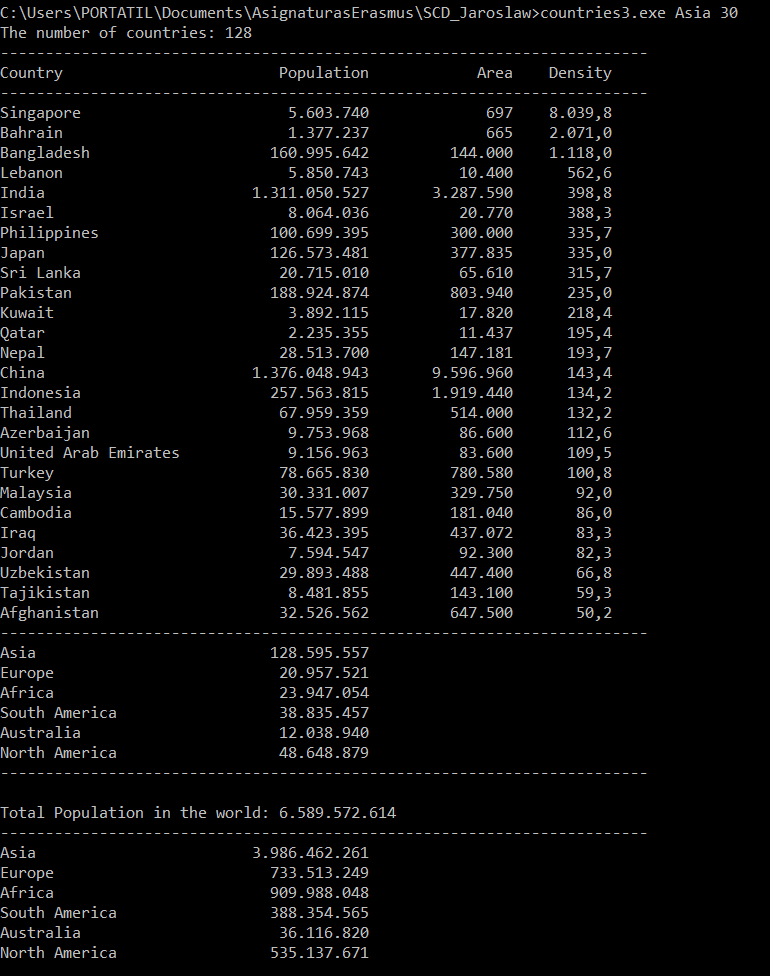 C:\Users\PORTATIL\Documents\AsignaturasErasmus\SCD_Jaroslaw>countries3.exe Asia 30
The number of countries: 128
------------------------------------------------------------------------
Country                        Population            Area    Density
------------------------------------------------------------------------
Singapore                       5.603.740             697    8.039,8
Bahrain                         1.377.237             665    2.071,0
Bangladesh                    160.995.642         144.000    1.118,0
Lebanon                         5.850.743          10.400      562,6
India                       1.311.050.527       3.287.590      398,8
Israel                          8.064.036          20.770      388,3
Philippines                   100.699.395         300.000      335,7
Japan                         126.573.481         377.835      335,0
Sri Lanka                      20.715.010          65.610      315,7
Pakistan                      188.924.874         803.940      235,0
Kuwait                          3.892.115          17.820      218,4
Qatar                           2.235.355          11.437      195,4
Nepal                          28.513.700         147.181      193,7
China                       1.376.048.943       9.596.960      143,4
Indonesia                     257.563.815       1.919.440      134,2
Thailand                       67.959.359         514.000      132,2
Azerbaijan                      9.753.968          86.600      112,6
United Arab Emirates            9.156.963          83.600      109,5
Turkey                         78.665.830         780.580      100,8
Malaysia                       30.331.007         329.750       92,0
Cambodia                       15.577.899         181.040       86,0
Iraq                           36.423.395         437.072       83,3
Jordan                          7.594.547          92.300       82,3
Uzbekistan                     29.893.488         447.400       66,8
Tajikistan                      8.481.855         143.100       59,3
Afghanistan                    32.526.562         647.500       50,2
------------------------------------------------------------------------
Asia                          128.595.557
Europe                         20.957.521
Africa                         23.947.054
South America                  38.835.457
Australia                      12.038.940
North America                  48.648.879
------------------------------------------------------------------------
Total Population in the world: 6.589.572.614
------------------------------------------------------------------------
Asia                        3.986.462.261
Europe                        733.513.249
Africa                        909.988.048
South America                 388.354.565
Australia                      36.116.820
North America                 535.137.671